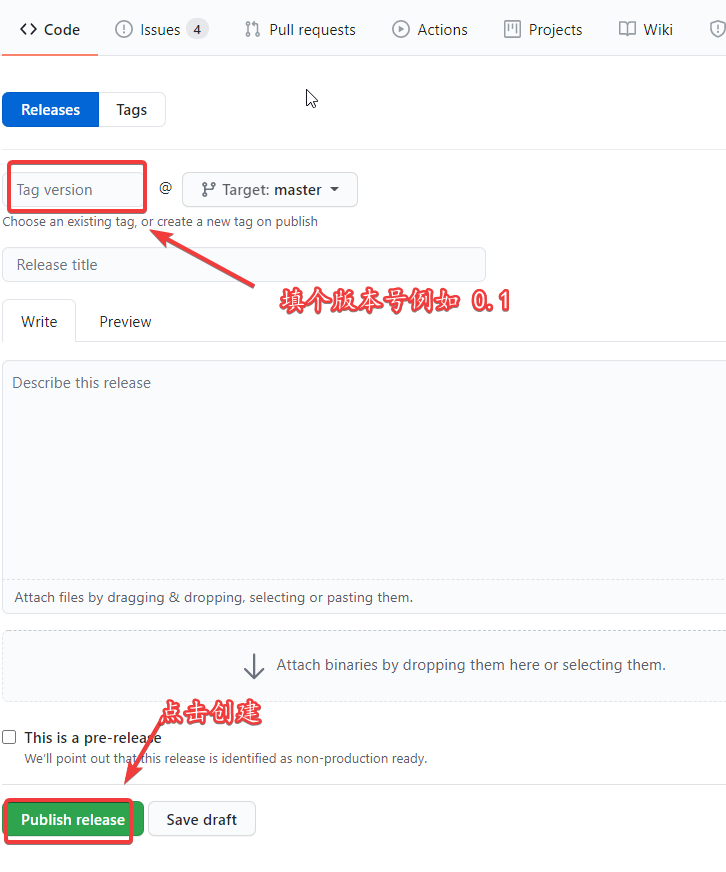 Code Issues 4 Pull requests Actions Projects Wiki
Releases Tags
Tag version @ Target: master
Choose an existing tag, or create a new tag on publish
Release title
填个版本号例如 0.1
Write Preview
Describe this release
Attach files by dragging & dropping, selecting or pasting them.
Attach binaries by dropping them here or selecting them.
点击创建
This is a pre-release
We'll point out that this release is identified as non-production ready.
Publish release Save draft